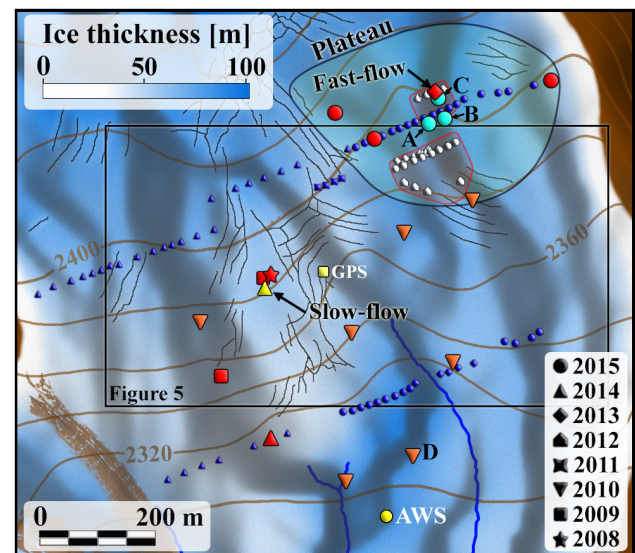 Ice thickness [m]
0 50 100
Plateau
Fast-flow
C
B
A
2400
2360
GPS
Slow-flow
Figure 5
2320
D
AWS
0 200 m
2015
2014
2013
2012
2011
2010
2009
2008